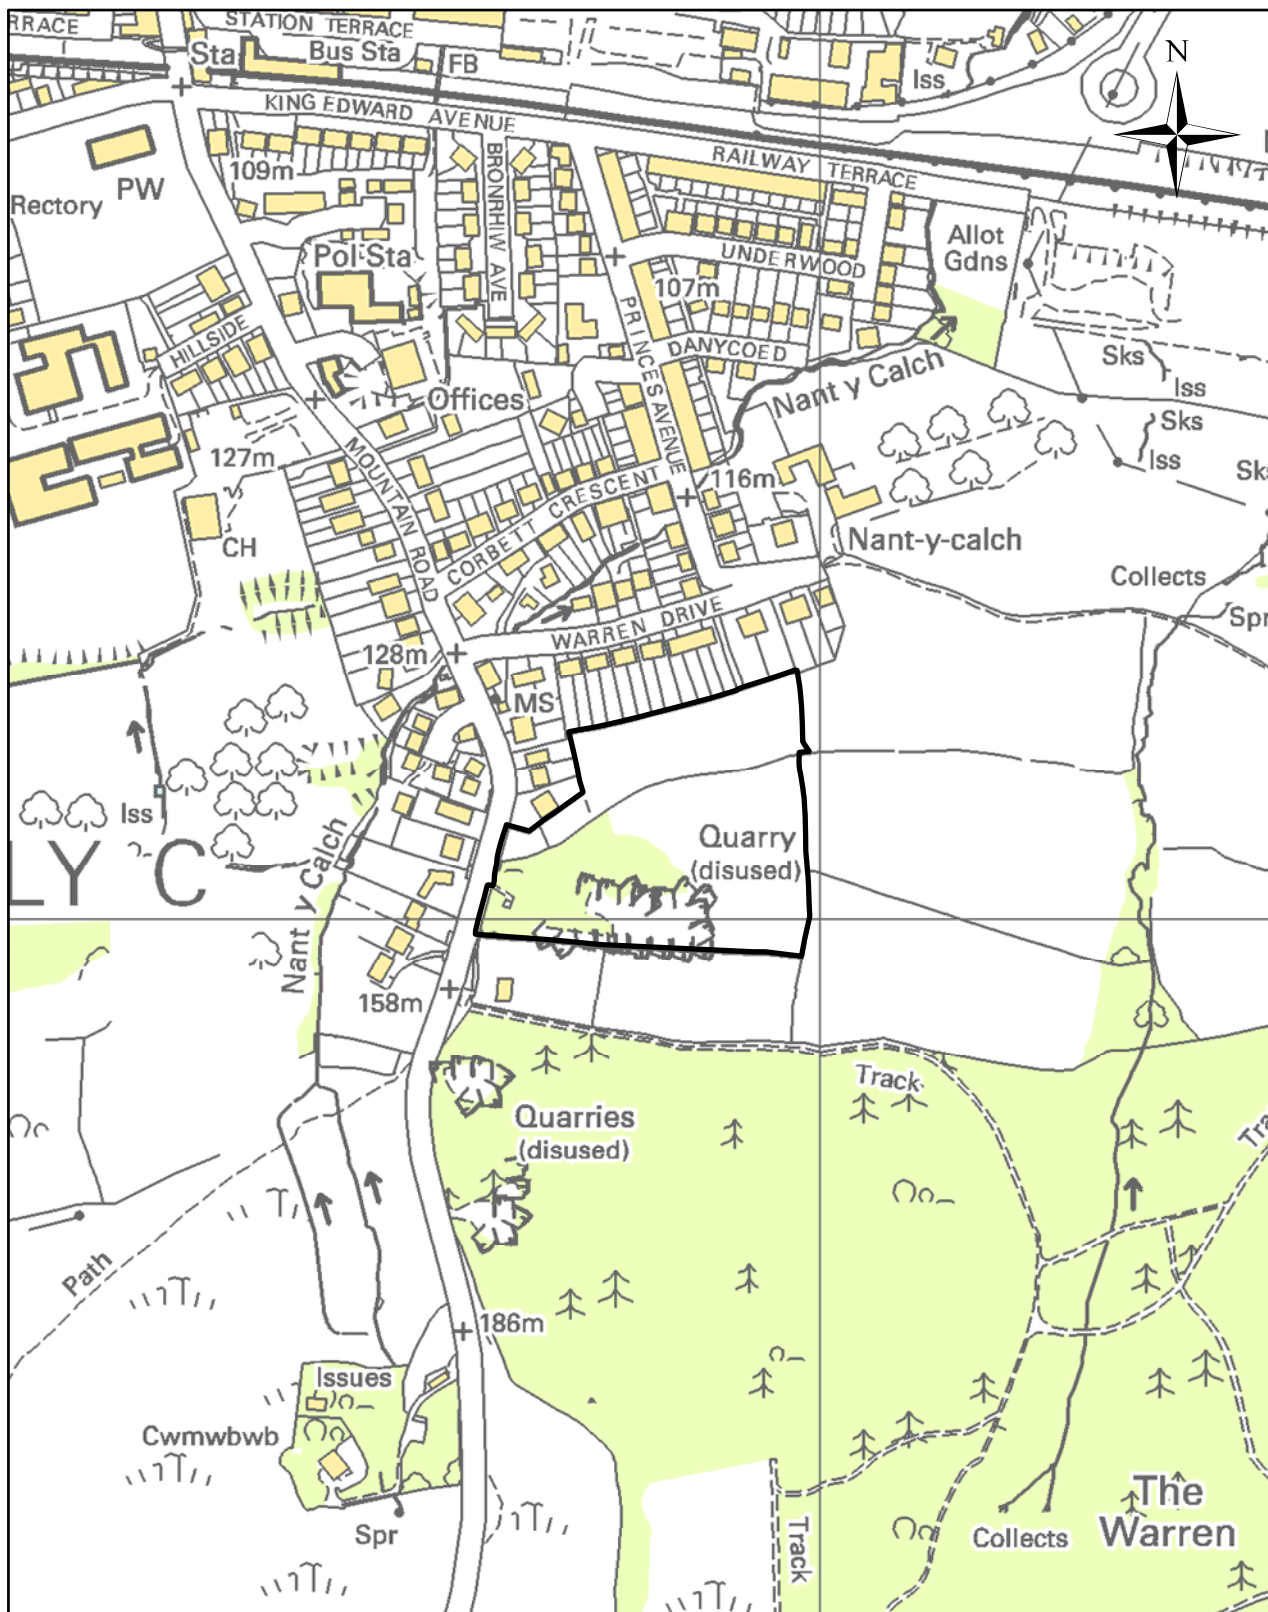 RRACE
STATION TERRACE
Sta
Bus Sta
FB
Iss
N
KING EDWARD AVENUE
RAILWAY TERRACE
109m
PW
Rectory
BRONRHIW AVE
Pol Sta
UNDERWOOD
Allot
Gdns
107m
PRINCES AVENUE
HILLSIDE
DANYCOED
Nant y Calch
Sks
Iss
Sks
Iss
Sks
Offices
127m
MOUNTAIN ROAD
CORBETT CRESCENT
116m
CH
Nant-y-calch
Collects
Spr
WARREN DRIVE
128m
MS
Iss
LY C
Nant y Calch
Quarry
(disused)
158m
Track
Quarries
(disused)
Tra
Path
186m
Issues
Cwmwbwb
Spr
Track
Collects
The
Warren